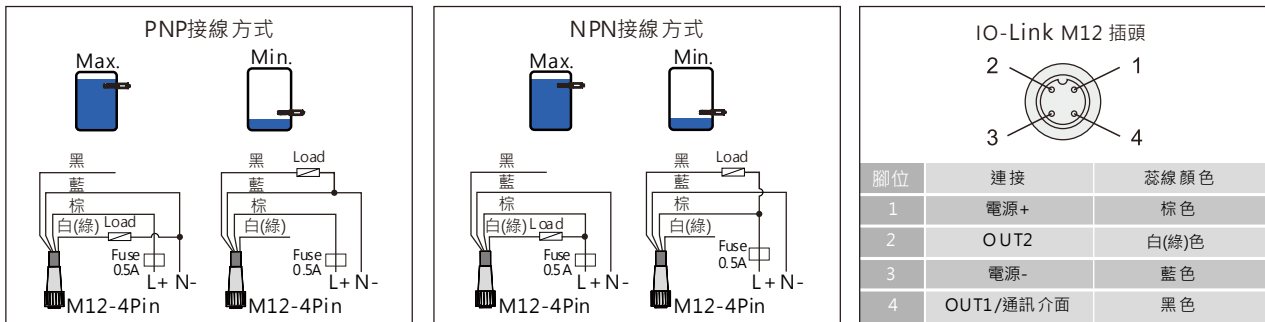 PNP接線方式
Max.
Min.
黑
藍
棕
白(綠) Load
Fuse
0.5A
L+ N-
M12-4Pin
黑
Load
藍
棕
白(綠)
Fuse
0.5A
L+ N-
M12-4Pin
NPN接線方式
Max.
Min.
黑
藍
棕
白(綠) Load
Fuse
0.5A
L+ N-
M12-4Pin
黑
Load
藍
棕
白(綠)
Fuse
0.5A
L+ N-
M12-4Pin
IO-Link M12 插頭
2 1
3 4
腳位 連接 蕊線顏色
1 電源+ 棕色
2 OUT2 白(綠)色
3 電源- 藍色
4 OUT1/通訊介面 黑色